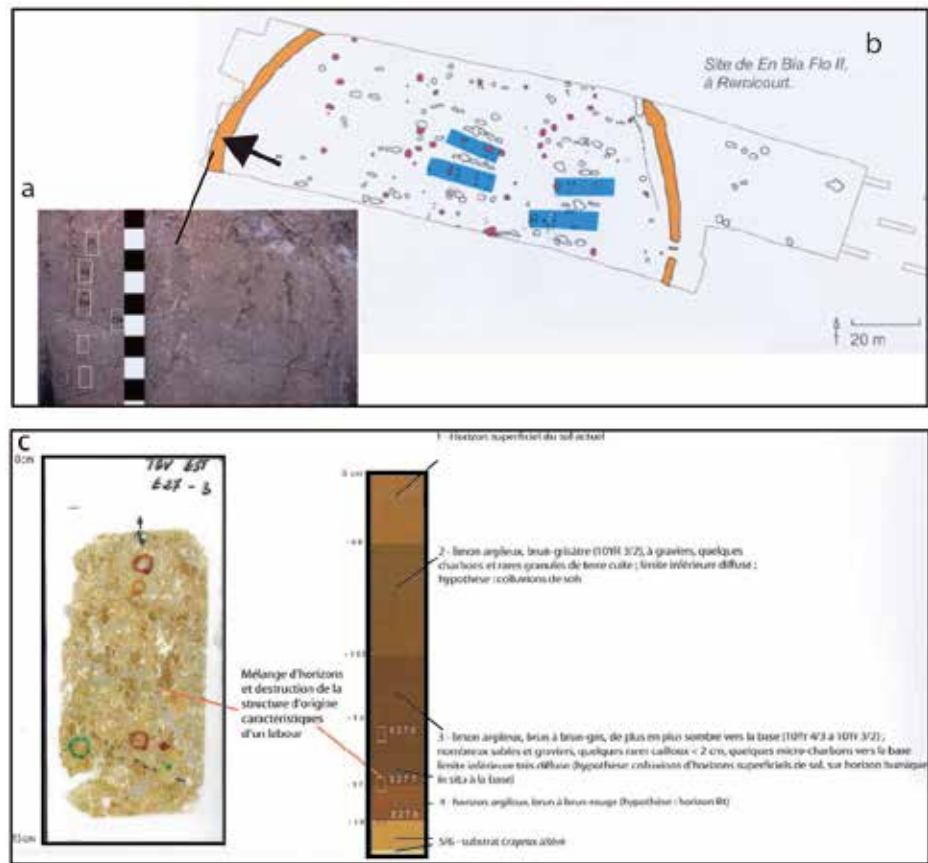 a
b
Site de En Bia Flo II,
à Remicourt.
20 m
c
0cm
TGV EST
E27 - 3
15cm
Mélange d'horizons
et destruction de la
structure d'origine
caractéristiques
d'un labour
0 cm
1 - Horizon superficiel du sol actuel
2 - limon argileux, brun-grisâtre (10YR 3/2), à graviers, quelques
charbons et rares granules de terre cuite ; limite inférieure diffuse ;
hypothèse : colluvions de sols
3 - limon argileux, brun à brun-gris, de plus en plus sombre vers la base (10YR 4/3 à 10YR 3/2) ;
nombreux sables et graviers, quelques rares cailloux < 2 cm, quelques micro-charbons vers la base
limite inférieure très diffuse (hypothèse colluvions d'horizons superficiels de sol, sur horizon humique
in situ à la base)
4 - horizon argileux, brun à brun-rouge (hypothèse : horizon Bt)
5/6 - substrat crayeux altéré